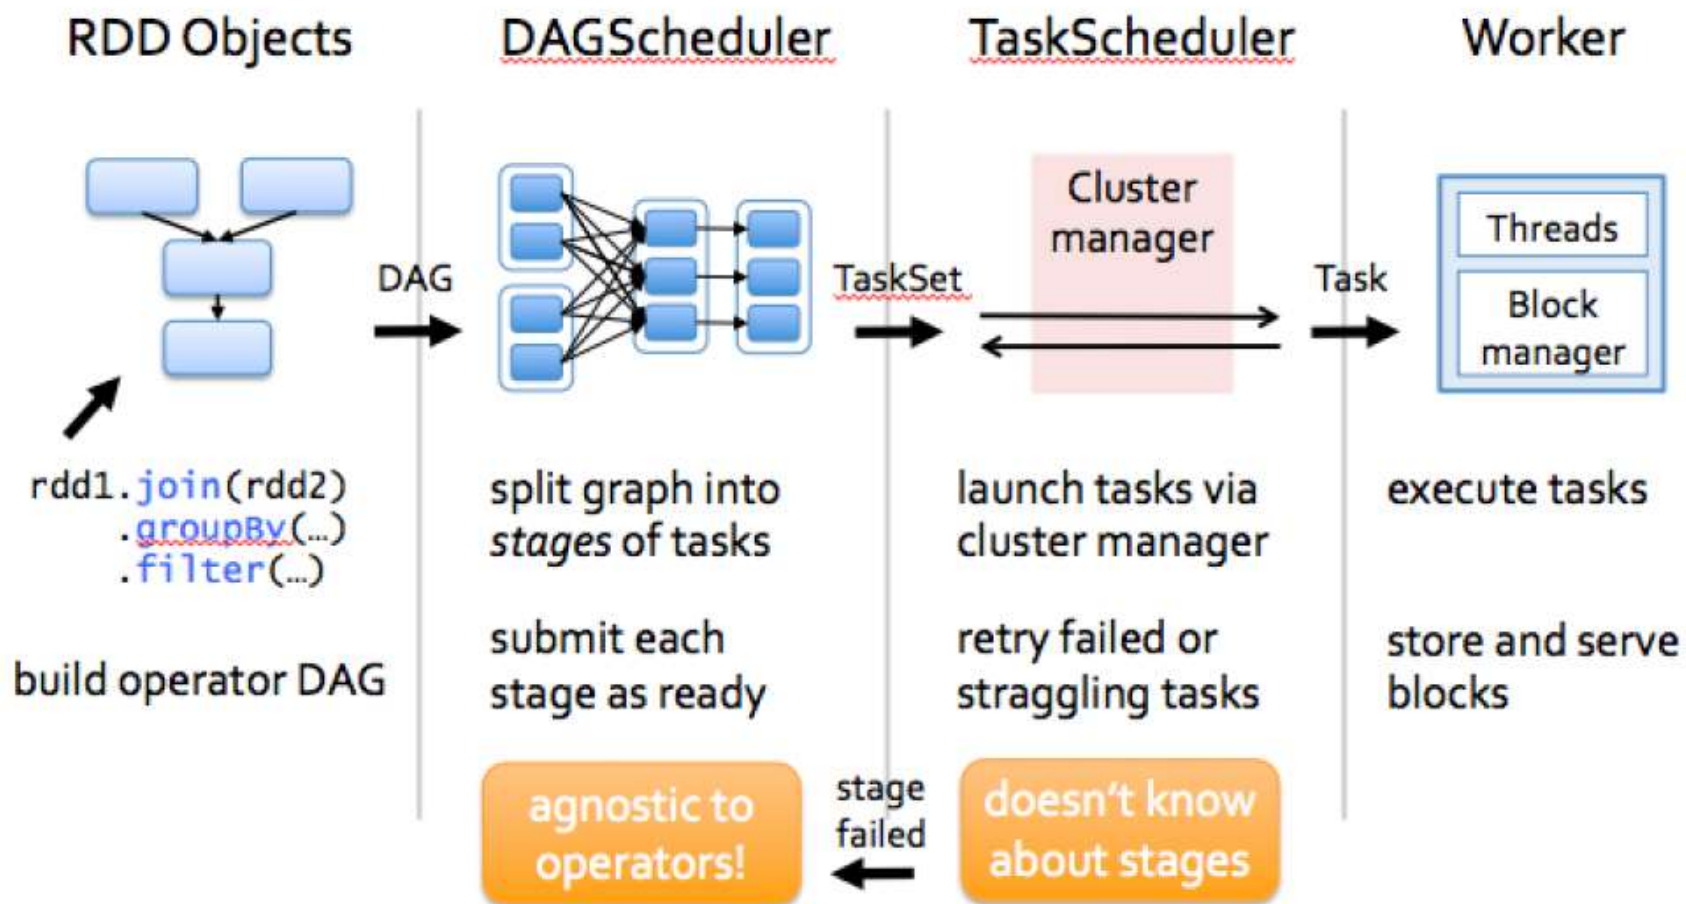 RDD Objects
DAGScheduler
TaskScheduler
Worker
DAG
TaskSet
Cluster
manager
Task
Threads
Block
manager
rdd1.join(rdd2)
.groupBy(…)
.filter(…)
build operator DAG
split graph into
stages of tasks
submit each
stage as ready
agnostic to
operators!
launch tasks via
cluster manager
retry failed or
straggling tasks
stage
failed
doesn't know
about stages
execute tasks
store and serve
blocks